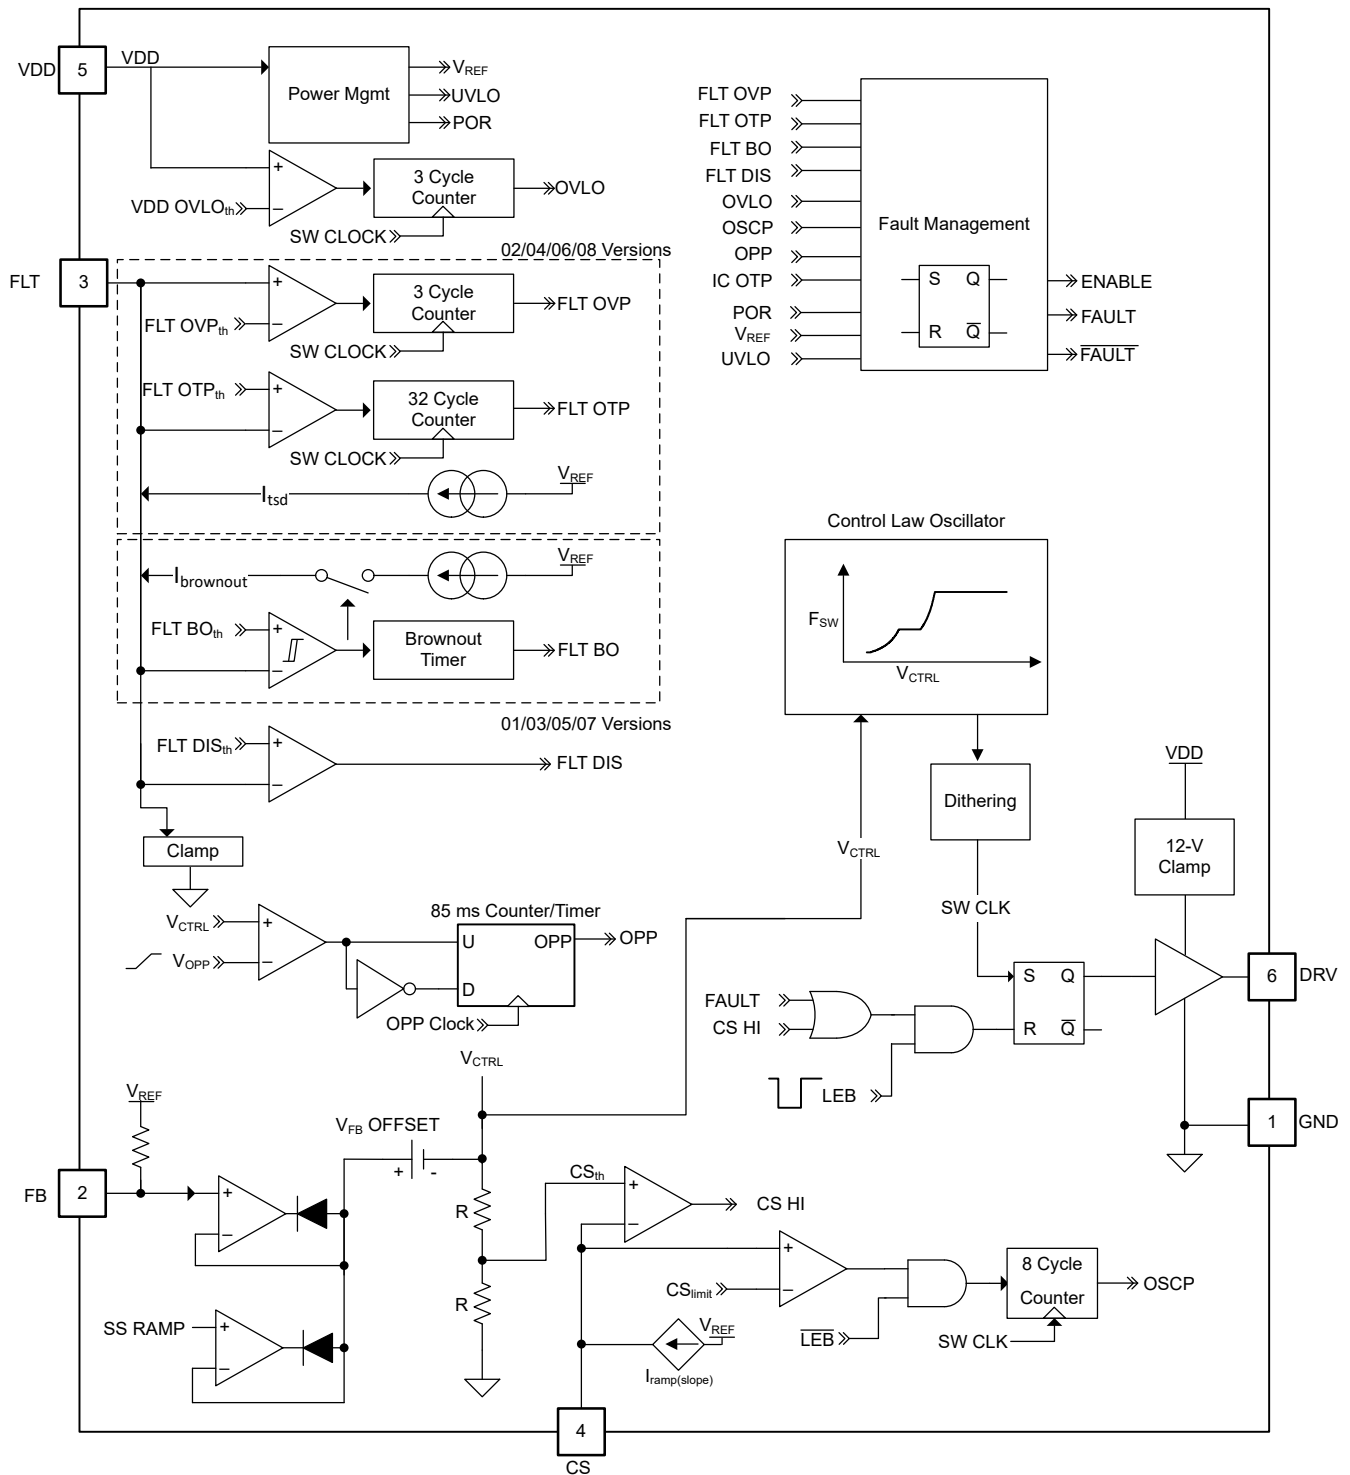 VDD
5
VDD
Power Mgmt
VREF
UVLO
POR
+
−
VDD OVLOth
3 Cycle
Counter
OVLO
SW CLOCK
02/04/06/08 Versions
FLT
3
+
−
FLT OVPth
3 Cycle
Counter
FLT OVP
SW CLOCK
FLT OTPth
+
−
32 Cycle
Counter
FLT OTP
SW CLOCK
Itsd
VREF
Ibrownout
VREF
FLT BOth
+
−
Brownout
Timer
FLT BO
01/03/05/07 Versions
FLT DISth
+
−
FLT DIS
Clamp
FLT OVP
FLT OTP
FLT BO
FLT DIS
OVLO
OSCP
OPP
IC OTP
POR
VREF
UVLO
Fault Management
S Q
R Q
ENABLE
FAULT
FAULT
Control Law Oscillator
FSW
VCTRL
Dithering
VCTRL
SW CLK
VDD
12-V
Clamp
VCTRL
VOPP
+
−
85 ms Counter/Timer
U
D
OPP
OPP
OPP Clock
FAULT
CS HI
LEB
S Q
R Q
6
DRV
1
GND
VREF
FB
2
+
−
SS RAMP
+
−
VFB OFFSET
+ -
VCTRL
R
R
CSth
+
−
CS HI
CSlimit
+
−
LEB
8 Cycle
Counter
OSCP
SW CLK
VREF
Iramp(slope)
4
CS